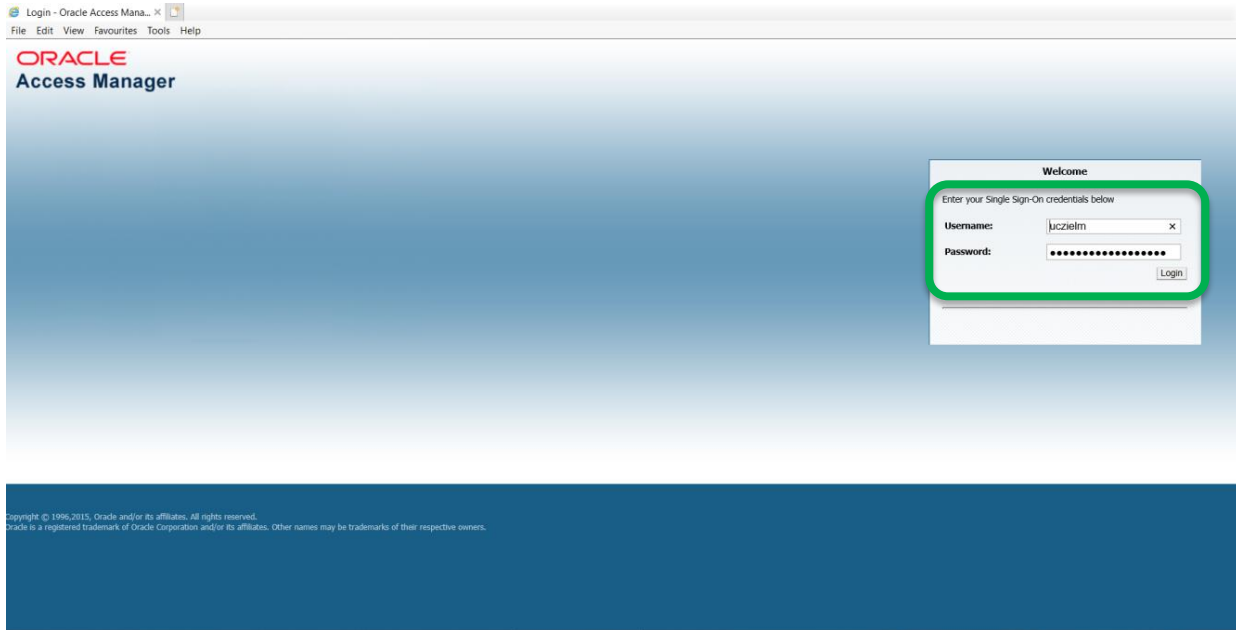 Login - Oracle Access Mana... ×
File Edit View Favourites Tools Help
ORACLE
Access Manager
Welcome
Enter your Single Sign-On credentials below
Username: uczielm ×
Password: ●●●●●●●●●●●●●●●●●●
Login
Copyright © 1996,2015, Oracle and/or its affiliates. All rights reserved.
Oracle is a registered trademark of Oracle Corporation and/or its affiliates. Other names may be trademarks of their respective owners.